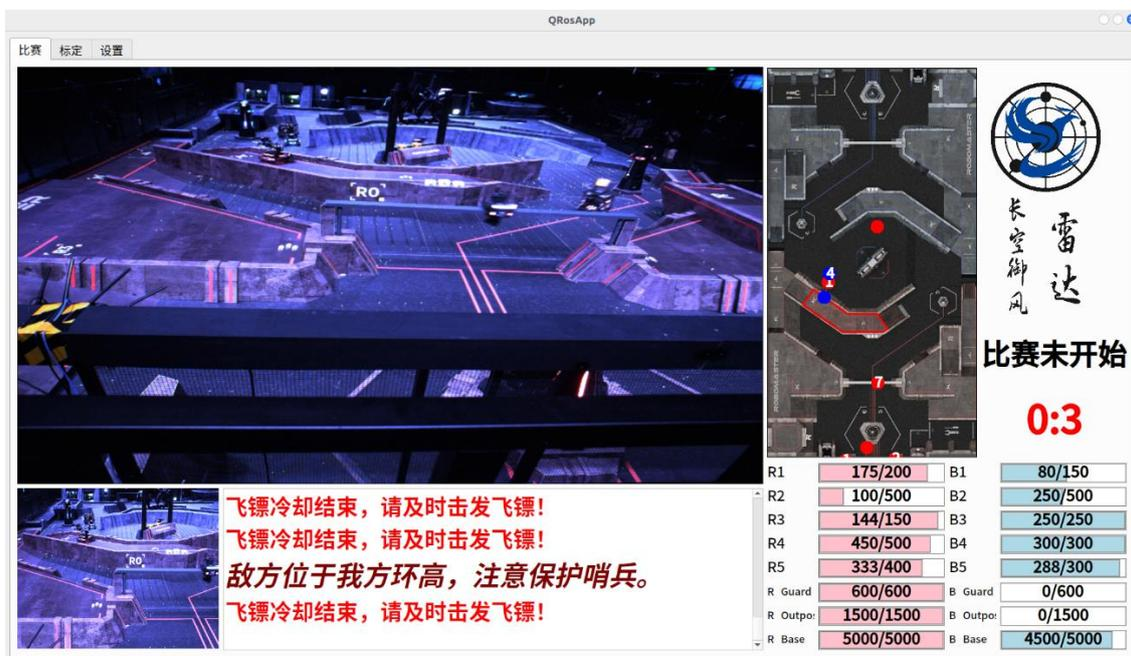 QRosApp
比赛 标定 设置
R0
ROBOMASTER
ROBOMASTER
4
1
7
长空御风
雷达
比赛未开始
0:3
飞镖冷却结束，请及时击发飞镖！
飞镖冷却结束，请及时击发飞镖！
敌方位于我方环高，注意保护哨兵。
飞镖冷却结束，请及时击发飞镖！
R1 175/200 B1 80/150
R2 100/500 B2 250/500
R3 144/150 B3 250/250
R4 450/500 B4 300/300
R5 333/400 B5 288/300
R Guard 600/600 B Guard 0/600
R Outpo: 1500/1500 B Outpo: 0/1500
R Base 5000/5000 B Base 4500/5000